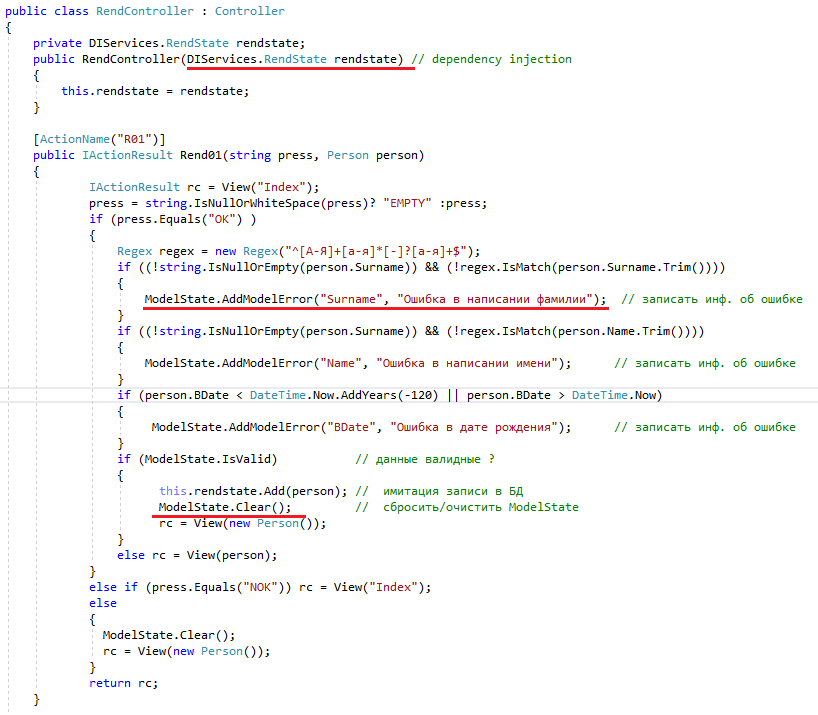 public class RendController : Controller
{
    private DIServices.RendState rendstate;
    public RendController(DIServices.RendState rendstate) // dependency injection
    {
        this.rendstate = rendstate;
    }

    [ActionName("R01")]
    public IActionResult Rend01(string press, Person person)
    {
            IActionResult rc = View("Index");
            press = string.IsNullOrWhiteSpace(press)? "EMPTY" :press;
            if (press.Equals("OK") )
            {
                Regex regex = new Regex("^[А-Я]+[а-я]*[-]?[а-я]+$");
                if ((!string.IsNullOrEmpty(person.Surname)) && (!regex.IsMatch(person.Surname.Trim())))
                {
                    ModelState.AddModelError("Surname", "Ошибка в написании фамилии");  // записать инф. об ошибке
                }
                if ((!string.IsNullOrEmpty(person.Surname)) && (!regex.IsMatch(person.Name.Trim())))
                {
                    ModelState.AddModelError("Name", "Ошибка в написании имени");      // записать инф. об ошибке
                }
                if (person.BDate < DateTime.Now.AddYears(-120) || person.BDate > DateTime.Now)
                {
                     ModelState.AddModelError("BDate", "Ошибка в дате рождения");      // записать инф. об ошибке
                }
                if (ModelState.IsValid)           // данные валидные ?
                {
                      this.rendstate.Add(person); //  имитация записи в БД
                      ModelState.Clear();         //  сбросить/очистить ModelState
                      rc = View(new Person());
                }
                else rc = View(person);
            }
            else if (press.Equals("NOK")) rc = View("Index");
            else
            {
              ModelState.Clear();
              rc = View(new Person());
            }
            return rc;
    }